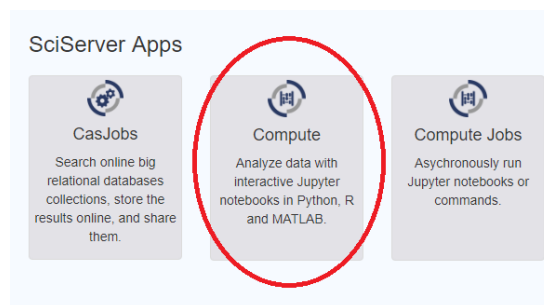 SciServer Apps
CasJobs
Search online big
relational databases
collections, store the
results online, and share
them.
Compute
Analyze data with
interactive Jupyter
notebooks in Python, R
and MATLAB.
Compute Jobs
Asychronously run
Jupyter notebooks or
commands.